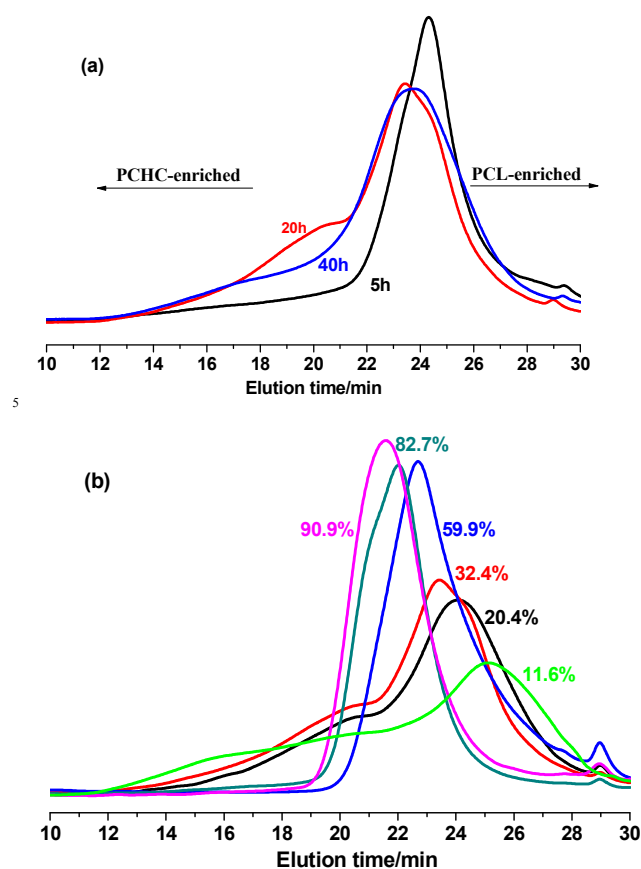 (a)
PCHC-enriched
PCL-enriched
20h
40h
5h
10 12 14 16 18 20 22 24 26 28 30
Elution time/min
5
(b)
82.7%
90.9%
59.9%
32.4%
20.4%
11.6%
10 12 14 16 18 20 22 24 26 28 30
Elution time/min